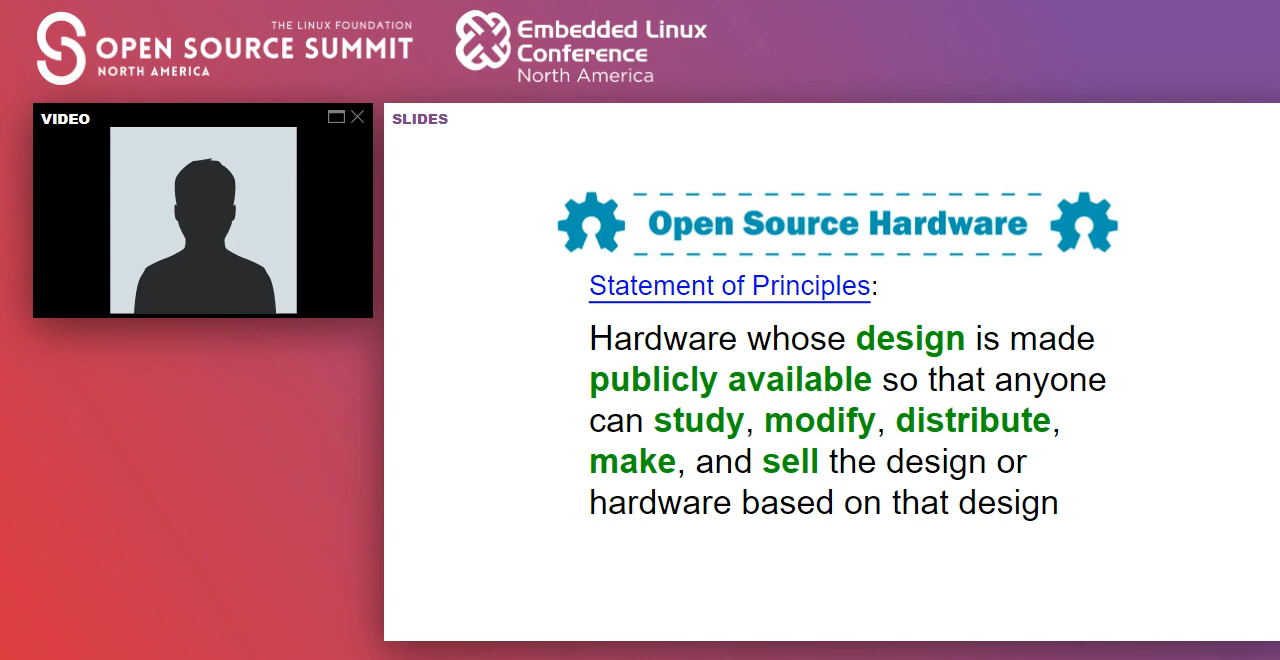 THE LINUX FOUNDATION
OPEN SOURCE SUMMIT
NORTH AMERICA
Embedded Linux
Conference
North America
VIDEO
SLIDES
Open Source Hardware
Statement of Principles:
Hardware whose design is made
publicly available so that anyone
can study, modify, distribute,
make, and sell the design or
hardware based on that design